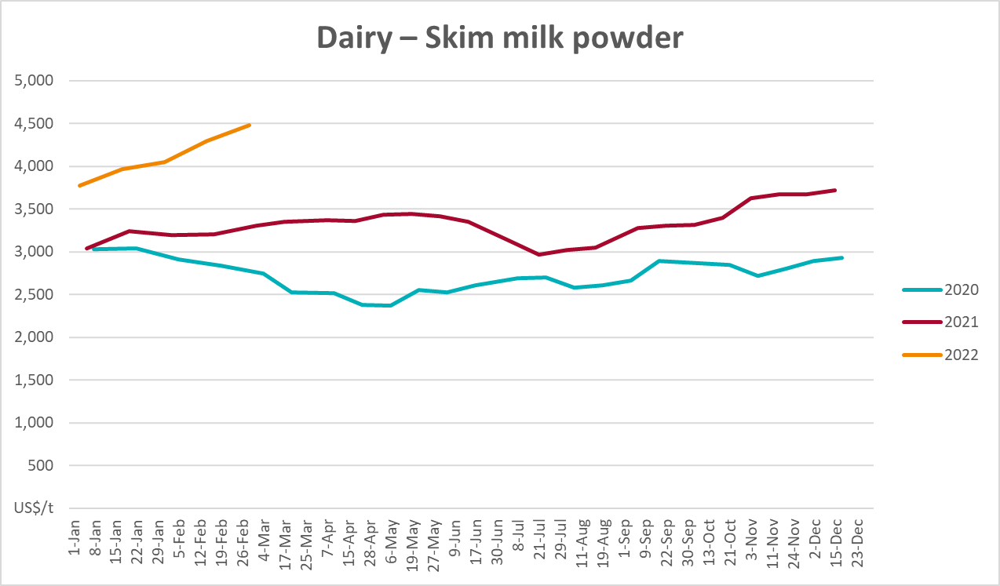 Dairy – Skim milk powder
5,000
4,500
4,000
3,500
3,000
2,500
2,000
1,500
1,000
500
US$/t
1-Jan
8-Jan
15-Jan
22-Jan
29-Jan
5-Feb
12-Feb
19-Feb
26-Feb
4-Mar
17-Mar
25-Mar
7-Apr
15-Apr
28-Apr
6-May
19-May
27-May
9-Jun
17-Jun
30-Jun
8-Jul
21-Jul
29-Jul
11-Aug
19-Aug
1-Sep
9-Sep
22-Sep
30-Sep
13-Oct
21-Oct
3-Nov
11-Nov
24-Nov
2-Dec
15-Dec
23-Dec
2020
2021
2022